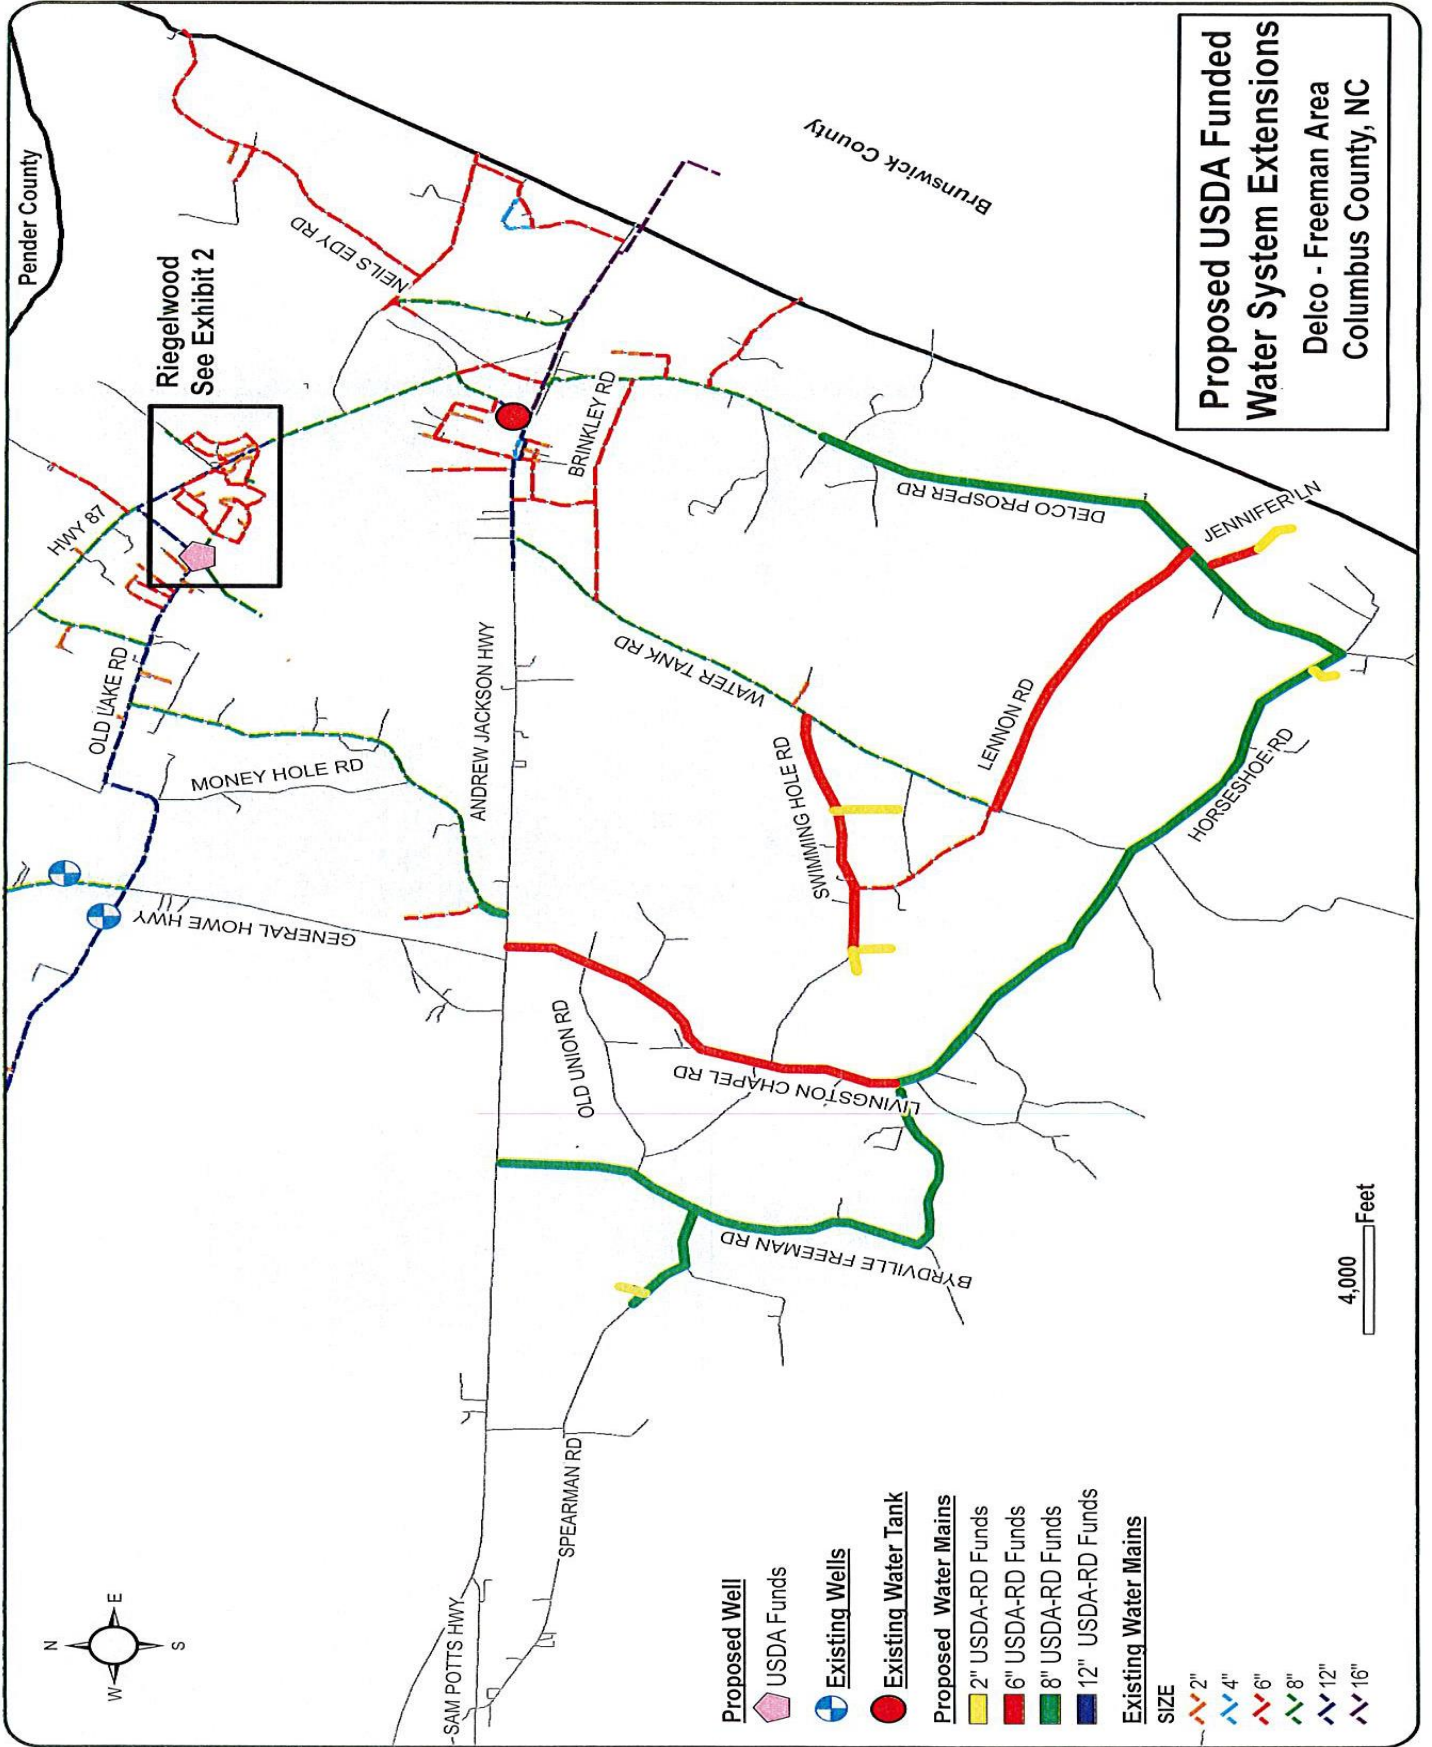 Proposed USDA Funded
Water System Extensions
Delco - Freeman Area
Columbus County, NC
Pender County
Brunswick County
Riegelwood
See Exhibit 2
NEILS EDY RD
HWY 87
OLD LAKE RD
MONEY HOLE RD
GENERAL HOWE HWY
ANDREW JACKSON HWY
BRINKLEY RD
WATER TANK RD
DELCO PROSPER RD
JENNIFER LN
LENNON RD
SWIMMING HOLE RD
HORSESHOE RD
OLD UNION RD
LIVINGSTON CHAPEL RD
BYRDVILLE FREEMAN RD
SPEARMAN RD
SAM POTTS HWY
N
W
E
S
Proposed Well
USDA Funds
Existing Wells
Existing Water Tank
Proposed Water Mains
2" USDA-RD Funds
6" USDA-RD Funds
8" USDA-RD Funds
12" USDA-RD Funds
Existing Water Mains
SIZE
2"
4"
6"
8"
12"
16"
4,000
Feet